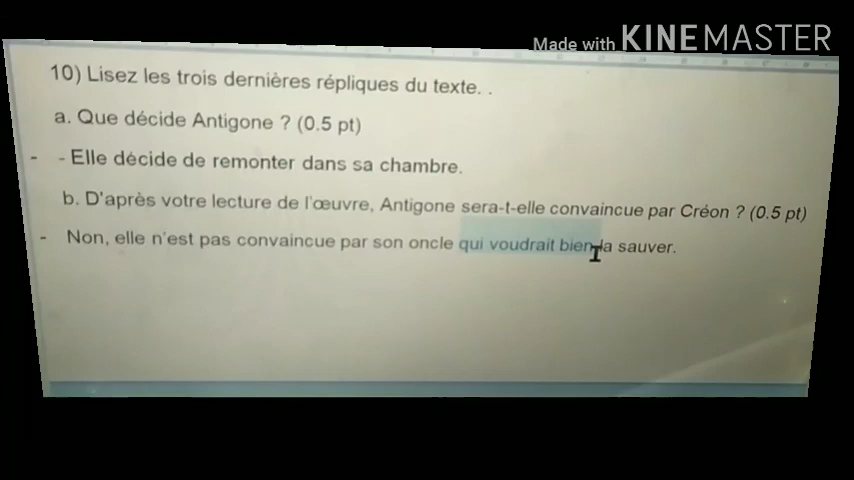 Made with KINEMASTER
10) Lisez les trois dernières répliques du texte. .
a. Que décide Antigone ? (0.5 pt)
- - Elle décide de remonter dans sa chambre.
b. D'après votre lecture de l'œuvre, Antigone sera-t-elle convaincue par Créon ? (0.5 pt)
- Non, elle n'est pas convaincue par son oncle qui voudrait bien la sauver.